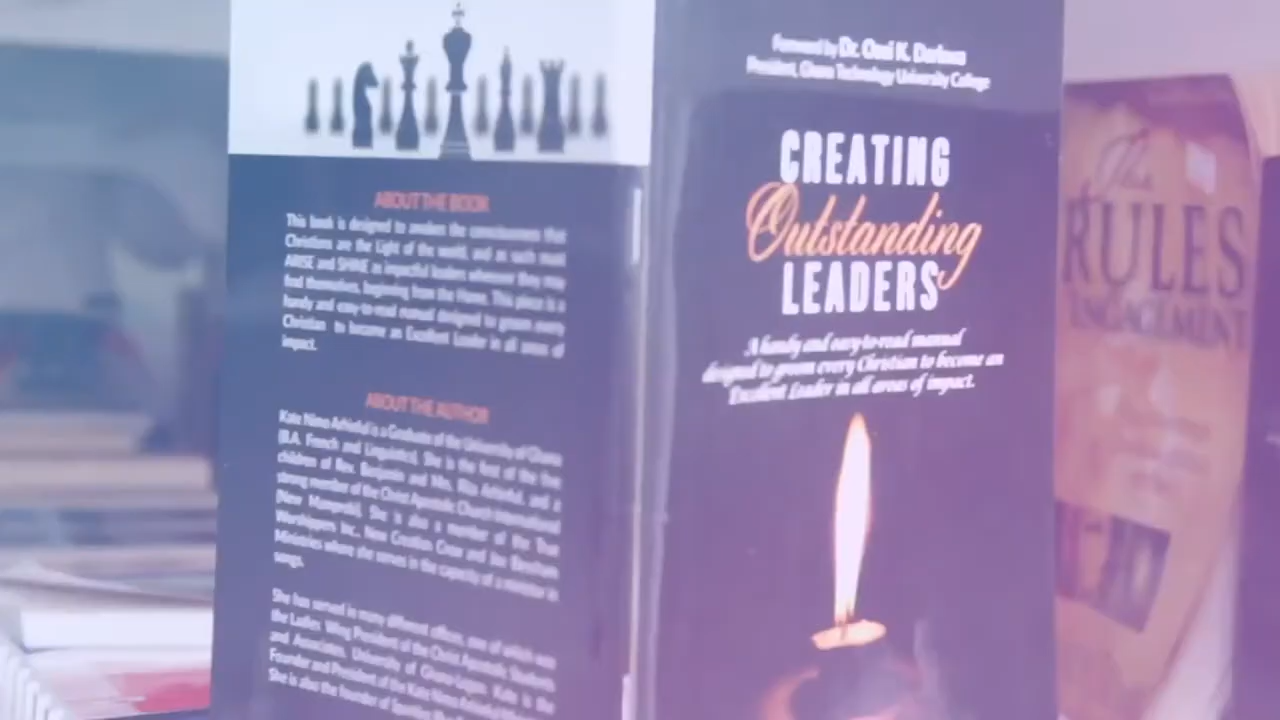 ABOUT THE BOOK
This book is designed to awaken the consciousness that
Christians are the Light of the world, and as such must
ARISE and SHINE as impactful leaders wherever they may
find themselves, beginning from the Home. This piece is a
handy and easy-to-read manual designed to groom every
Christian to become an Excellent Leader in all areas of
impact.
ABOUT THE AUTHOR
Kate Nimo is a Graduate of the University of Ghana
(B.A. French and Linguistics). She is the first of the five
children of Rev. Benjamin and Mrs. Rita and a
strong member of the Christ Apostolic Church International
(New). She is also a member of the True
Worshippers Inc., New Creation Crew and Joe
Ministries where she serves in the capacity of a minister in
songs.
She has served in many different offices, one of which was
the Ladies Wing President of the Christ Apostolic Students
and Associates, University of Ghana-Legon. Kate is the
Founder and President of the Kate Nimo
She is also the founder of
Foreword by Dr. K.
President, Ghana Technology University College
CREATING
Outstanding
LEADERS
A handy and easy-to-read manual
designed to groom every Christian to become an
Excellent Leader in all areas of impact.
The
RULES
ENGAGEMENT